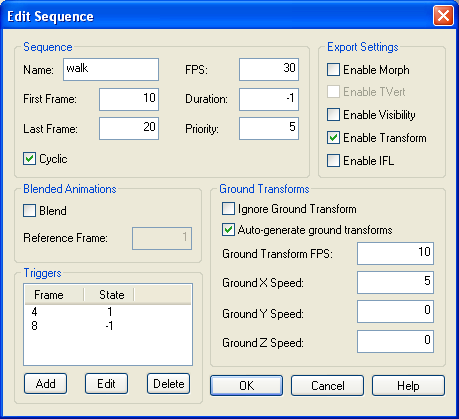 Edit Sequence
Sequence
Name: walk FPS: 30
First Frame: 10 Duration: -1
Last Frame: 20 Priority: 5
Cyclic
Export Settings
Enable Morph
Enable TVert
Enable Visibility
Enable Transform
Enable IFL
Blended Animations
Blend
Reference Frame: 1
Ground Transforms
Ignore Ground Transform
Auto-generate ground transforms
Ground Transform FPS: 10
Ground X Speed: 5
Ground Y Speed: 0
Ground Z Speed: 0
Triggers
Frame State
4 1
8 -1
Add Edit Delete
OK Cancel Help